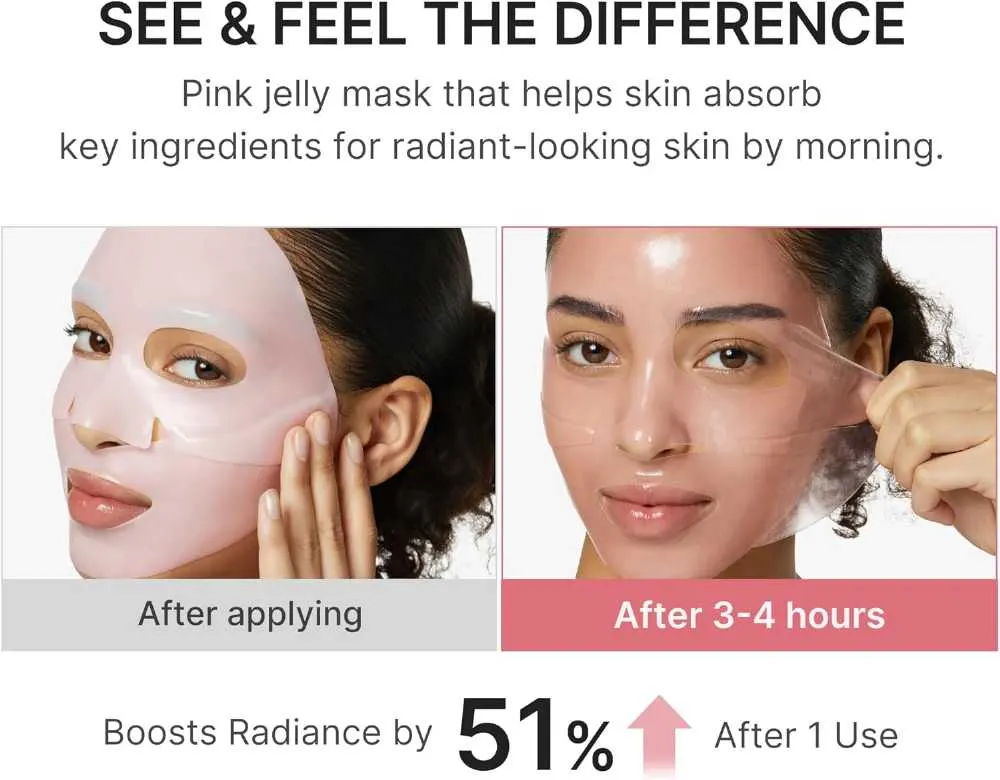 SEE & FEEL THE DIFFERENCE
Pink jelly mask that helps skin absorb
key ingredients for radiant-looking skin by morning.
After applying
After 3-4 hours
Boosts Radiance by 51% After 1 Use